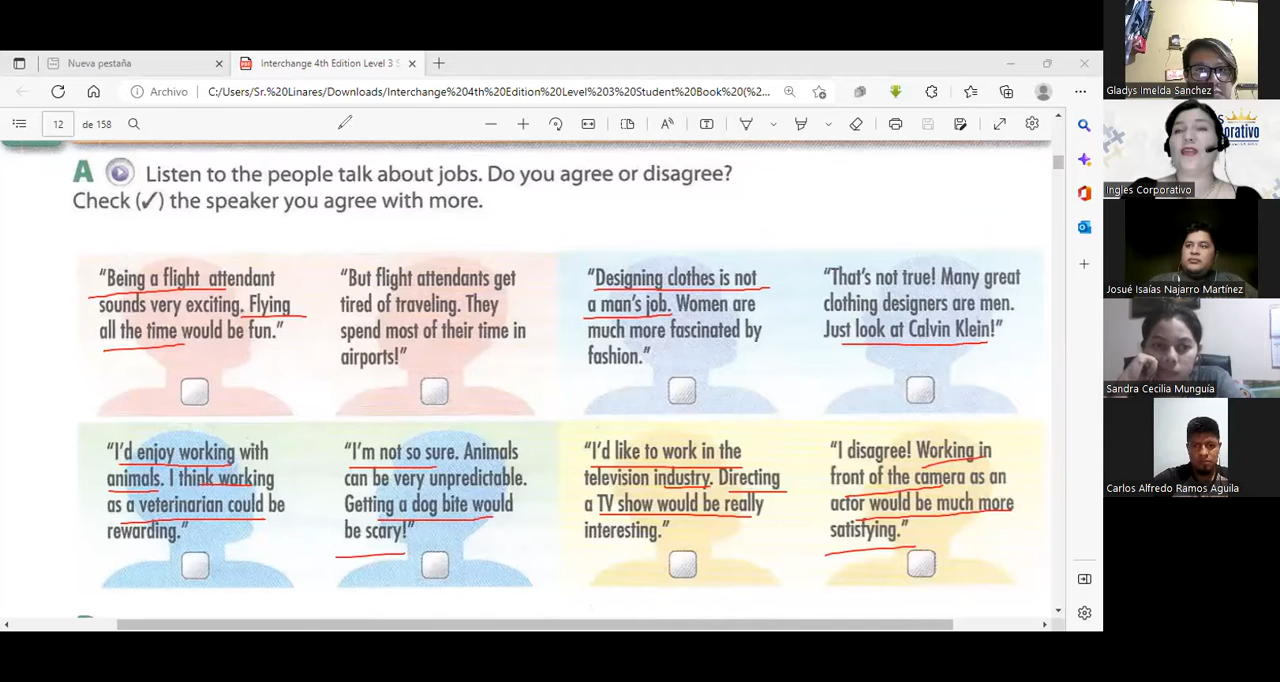 Nueva pestaña
Interchange 4th Edition Level 3 S
Archivo
C:/Users/Sr.%20Linares/Downloads/Interchange%204th%20Edition%20Level%203%20Student%20Book%20(%2...
12 de 158
A Listen to the people talk about jobs. Do you agree or disagree?
Check (✓) the speaker you agree with more.
“Being a flight attendant
sounds very exciting. Flying
all the time would be fun.”
“But flight attendants get
tired of traveling. They
spend most of their time in
airports!”
“Designing clothes is not
a man’s job. Women are
much more fascinated by
fashion.”
“That’s not true! Many great
clothing designers are men.
Just look at Calvin Klein!”
“I’d enjoy working with
animals. I think working
as a veterinarian could be
rewarding.”
“I’m not so sure. Animals
can be very unpredictable.
Getting a dog bite would
be scary!”
“I’d like to work in the
television industry. Directing
a TV show would be really
interesting.”
“I disagree! Working in
front of the camera as an
actor would be much more
satisfying.”
Gladys Imelda Sanchez
Ingles Corporativo
Josué Isaías Najarro Martínez
Sandra Cecilia Munguía
Carlos Alfredo Ramos Aguila